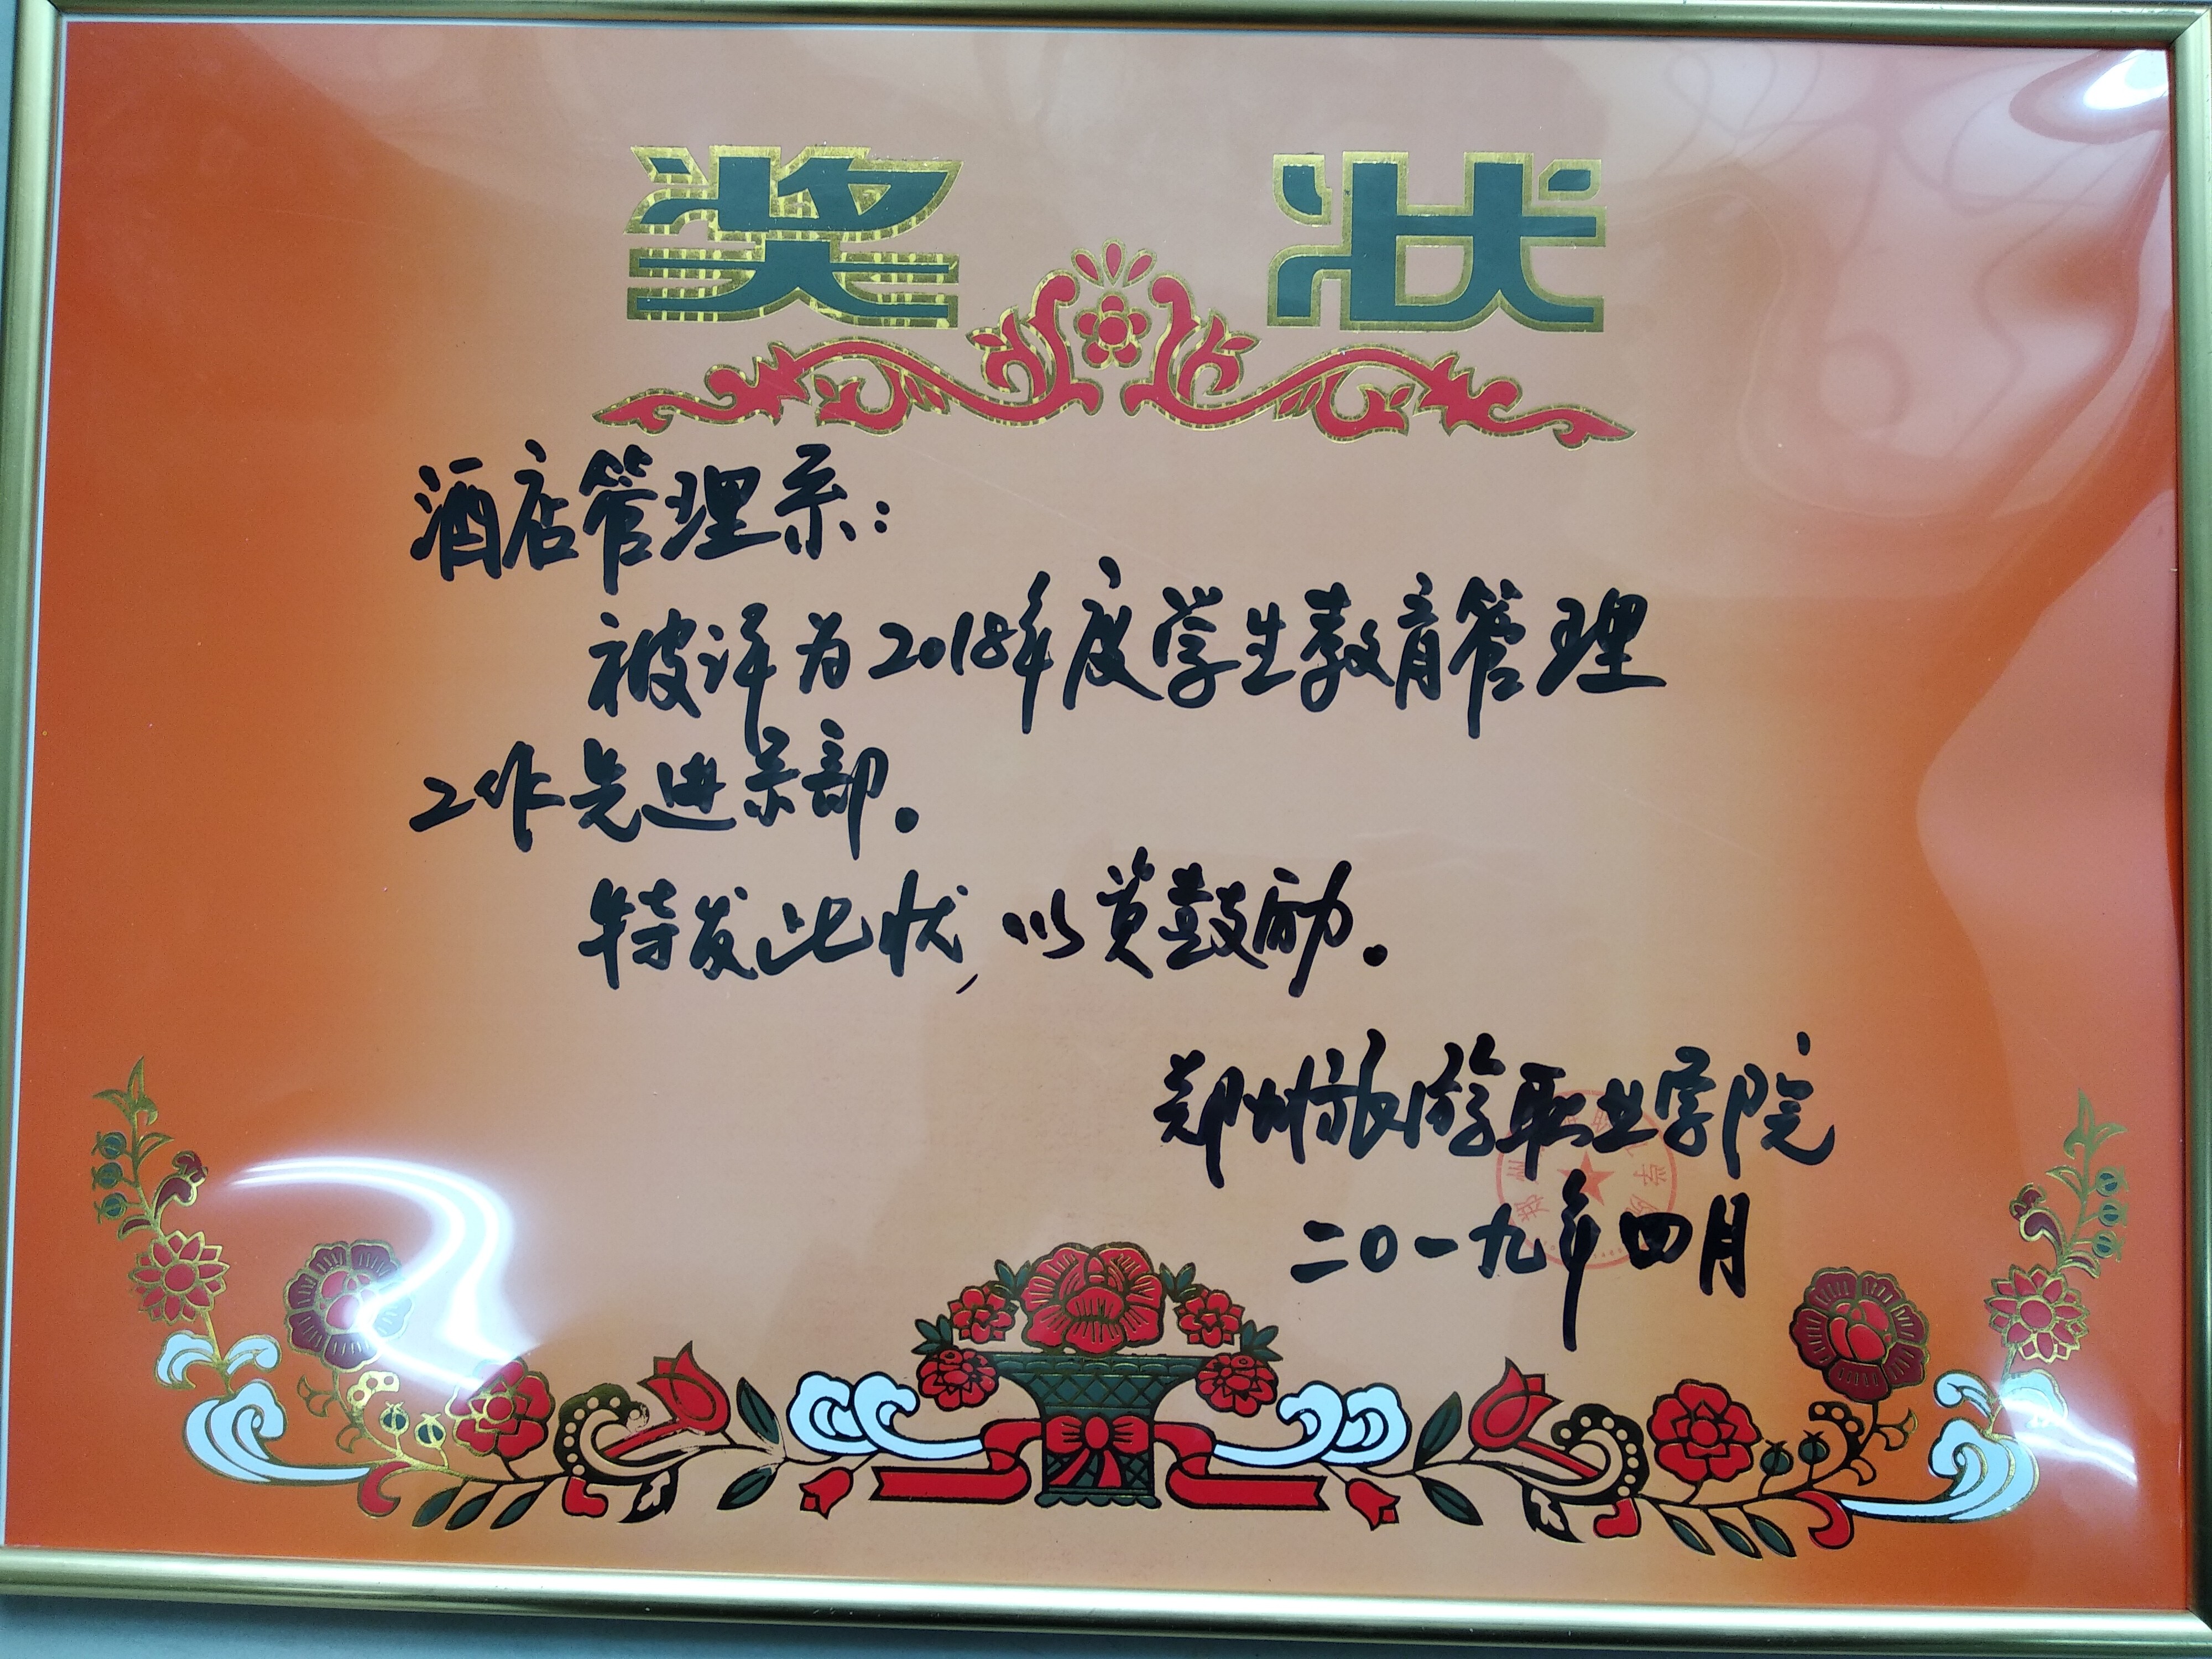 奖状
酒店管理系：
被评为2018年度学生教育管理
工作先进系部。
特发此状，以资鼓励。
郑州旅游职业学院
二〇一九年四月